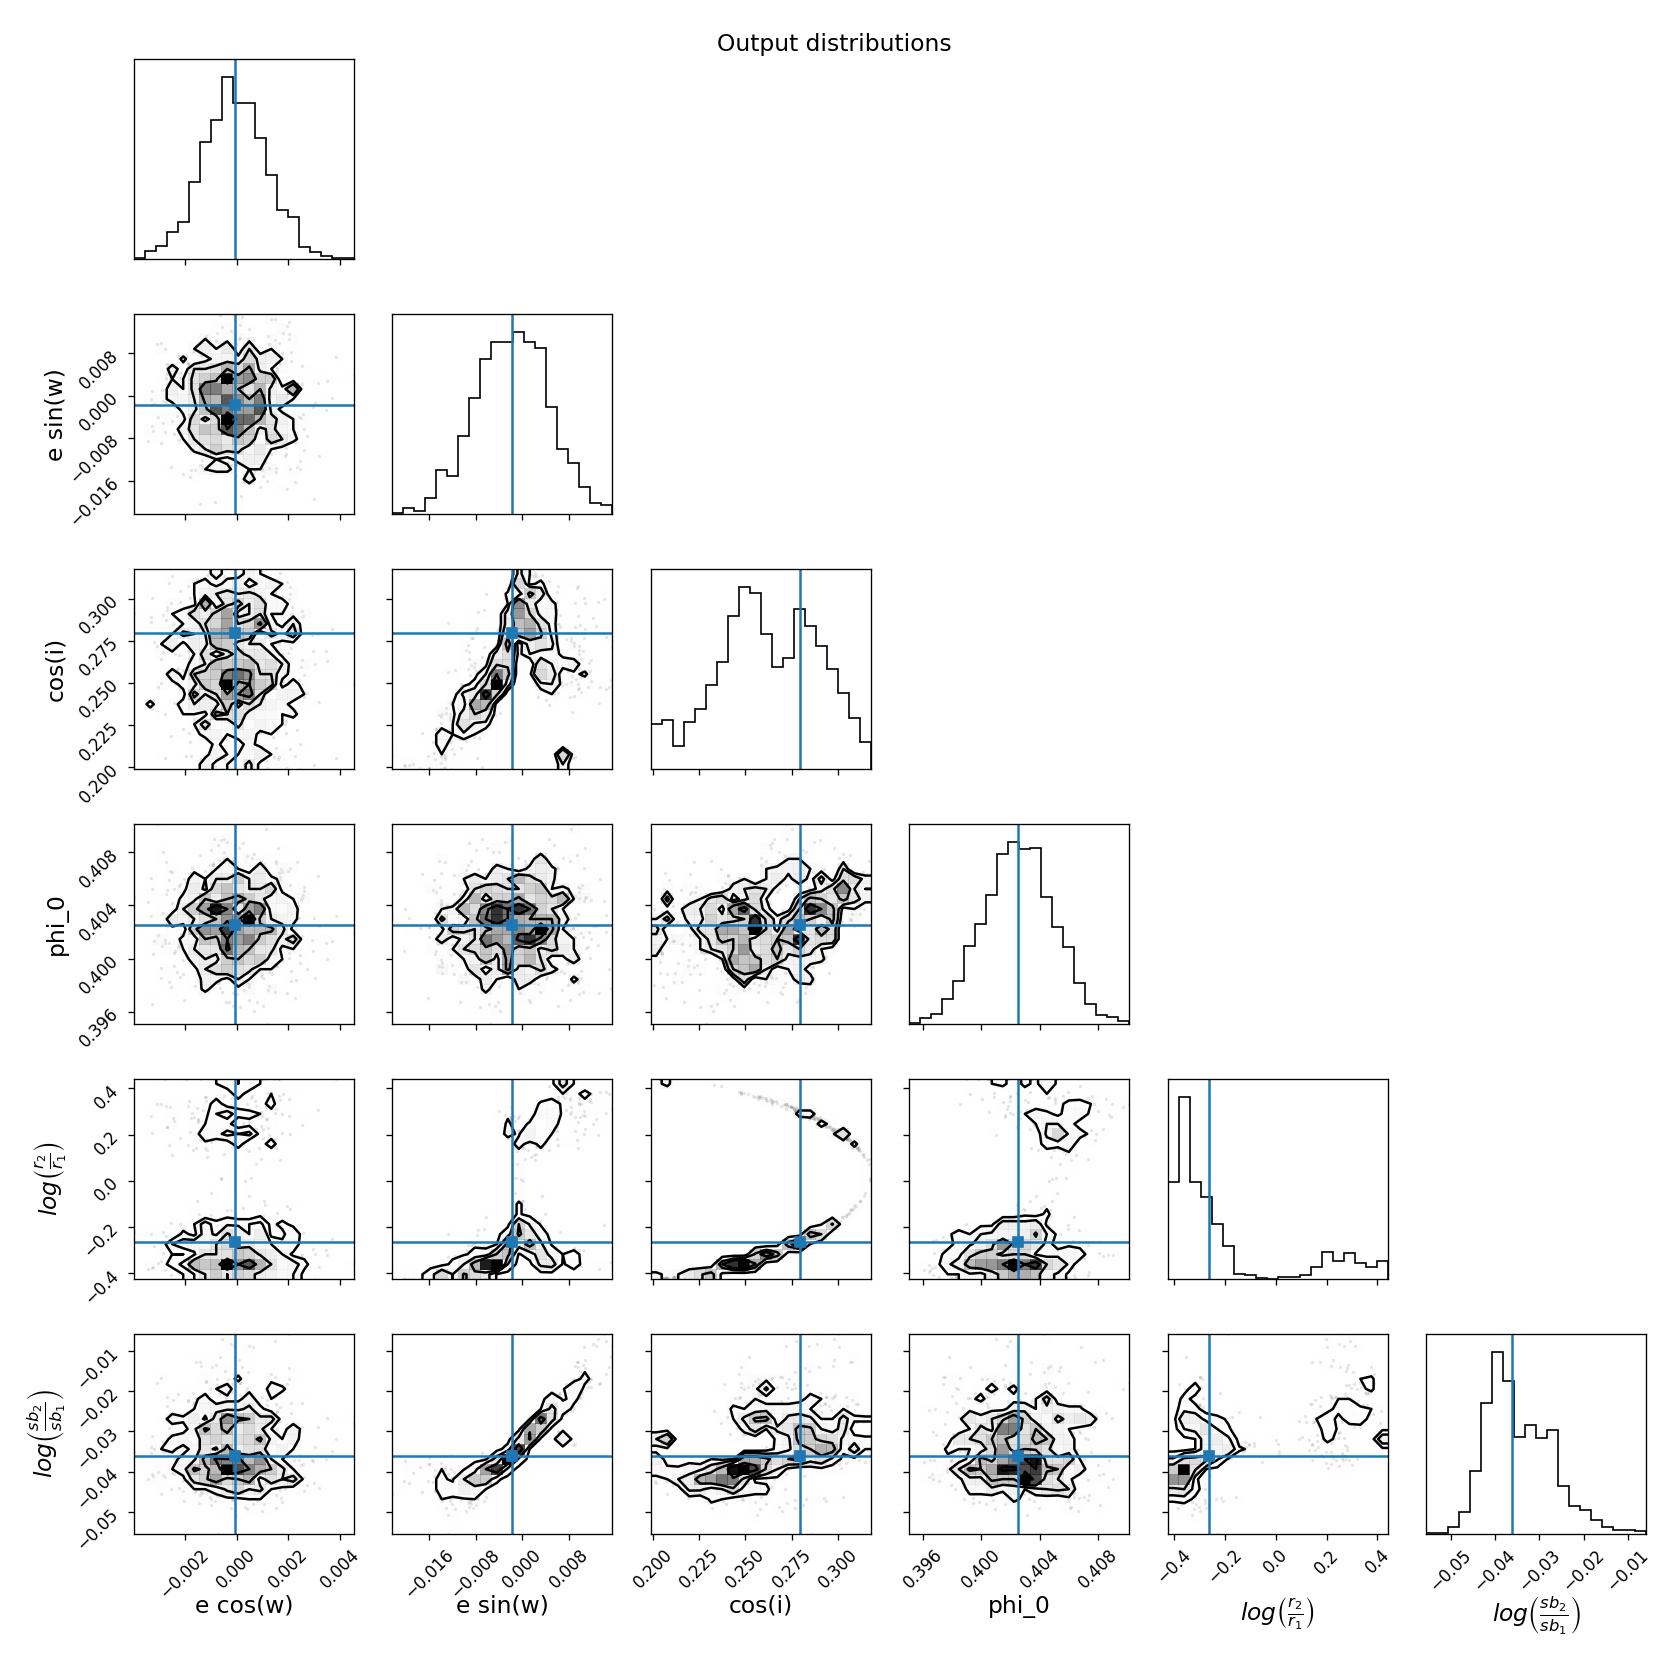 Output distributions
e sin(w)
0.008
0.000
−0.008
−0.016
cos(i)
0.300
0.275
0.250
0.225
0.200
phi_0
0.408
0.404
0.400
0.396
log(r₂/r₁)
0.4
0.2
0.0
−0.2
−0.4
log(sb₂/sb₁)
−0.01
−0.02
−0.03
−0.04
−0.05
−0.002 0.000 0.002 0.004
−0.016 −0.008 0.000 0.008
0.200 0.225 0.250 0.275 0.300
0.396 0.400 0.404 0.408
−0.4 −0.2 0.0 0.2 0.4
−0.05 −0.04 −0.03 −0.02 −0.01
e cos(w)
e sin(w)
cos(i)
phi_0
log(r₂/r₁)
log(sb₂/sb₁)